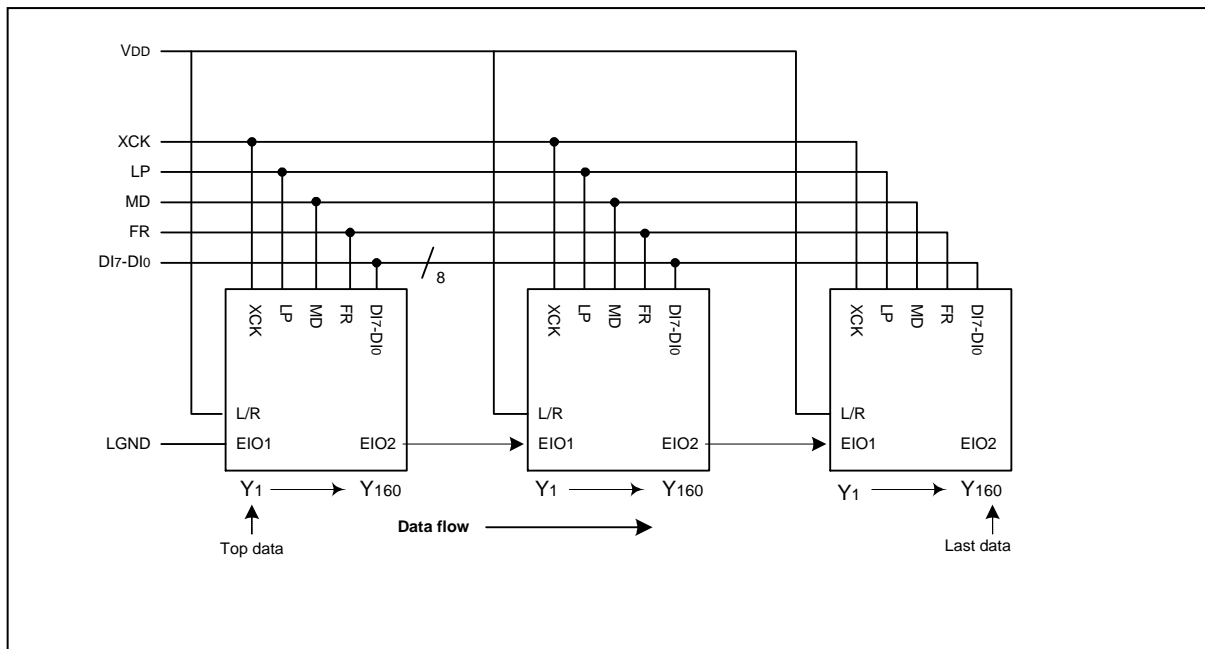 VDD
XCK
LP
MD
FR
DI7-DI0
8
XCK LP MD FR DI7-DI0
XCK LP MD FR DI7-DI0
XCK LP MD FR DI7-DI0
L/R
L/R
L/R
LGND
EIO1 EIO2
EIO1 EIO2
EIO1 EIO2
Y1 Y160
Y1 Y160
Y1 Y160
Data flow
Top data
Last data